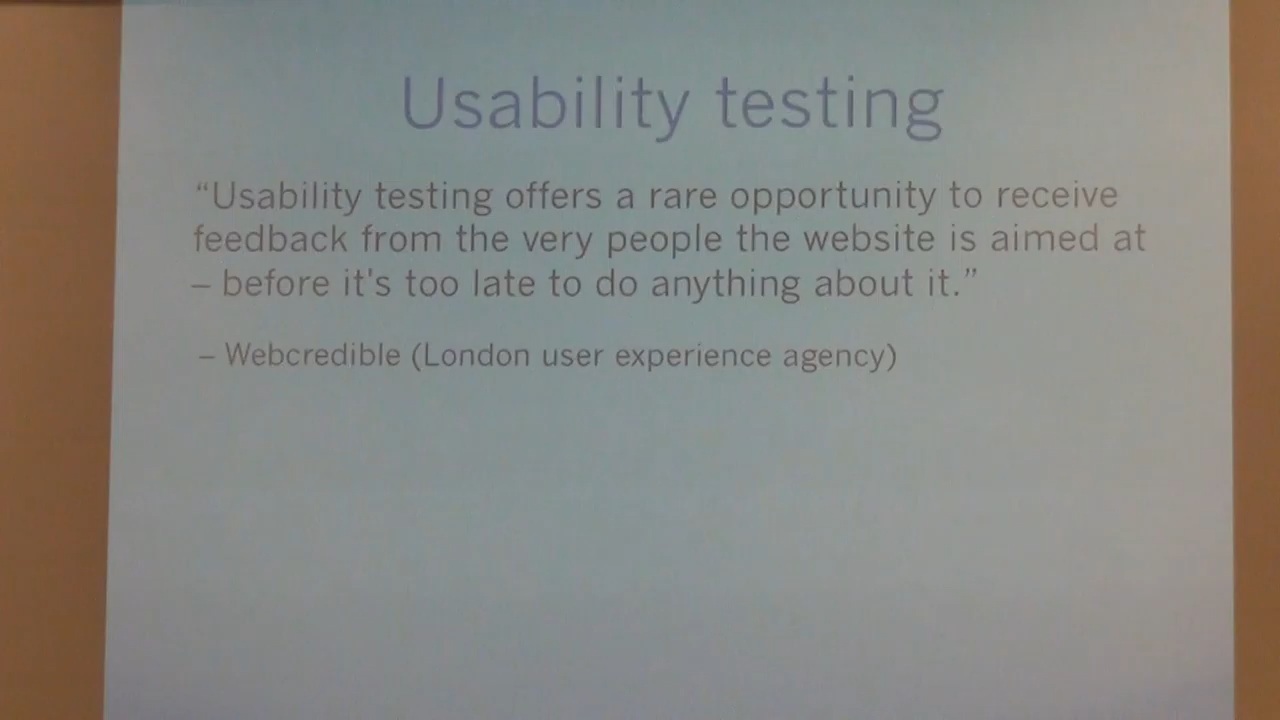 Usability testing
“Usability testing offers a rare opportunity to receive
feedback from the very people the website is aimed at
– before it's too late to do anything about it.”
– Webcredible (London user experience agency)